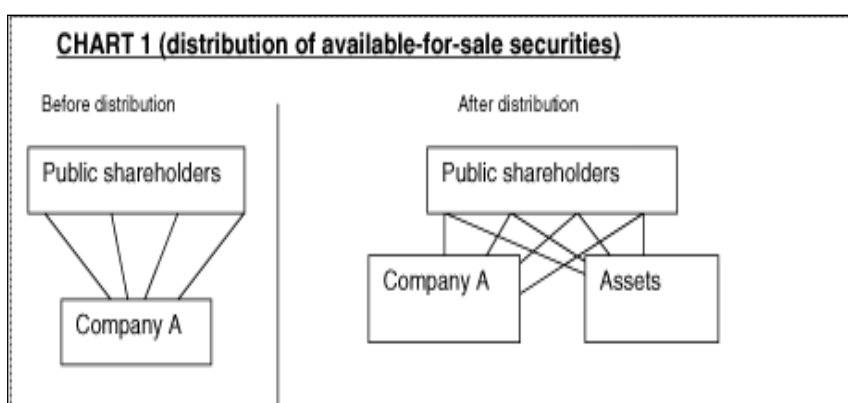 CHART 1 (distribution of available-for-sale securities)
Before distribution
After distribution
Public shareholders
Public shareholders
Company A
Company A
Assets